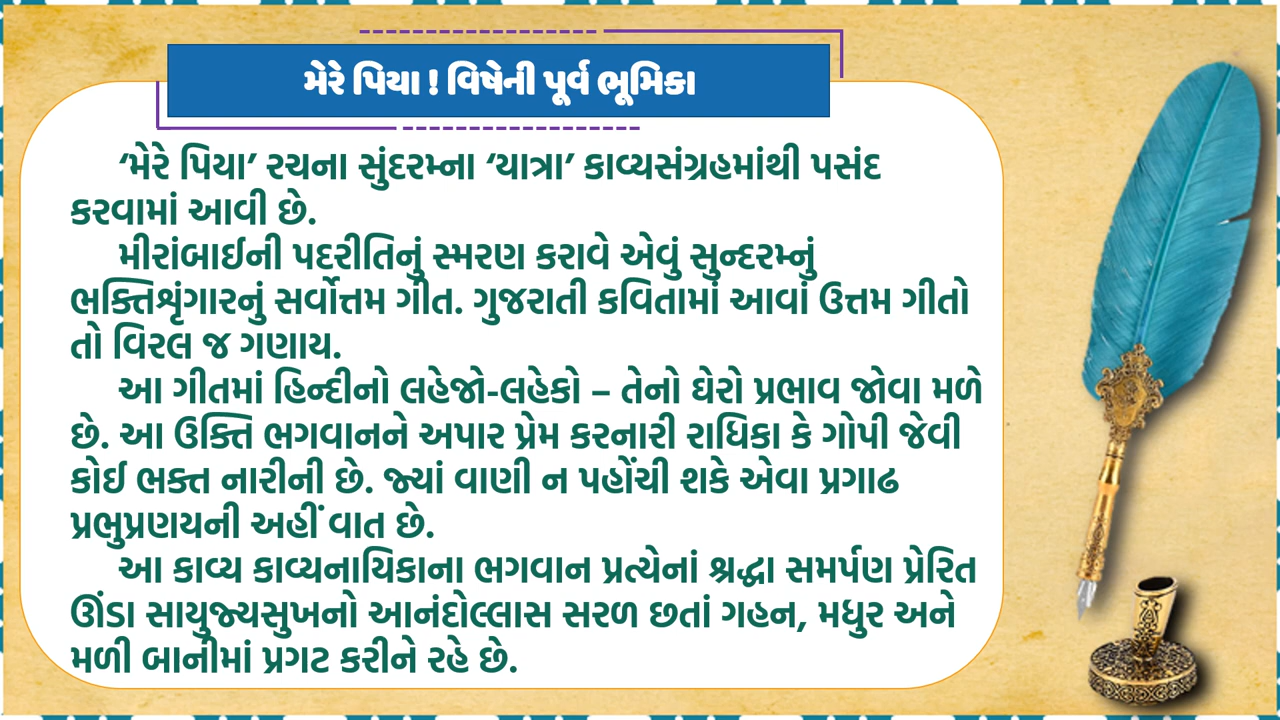 મેરે પિયા ! વિષેની પૂર્વ ભૂમિકા
‘મેરે પિયા’ રચના સુંદરમ્‌ના ‘યાત્રા’ કાવ્યસંગ્રહમાંથી પસંદ
કરવામાં આવી છે.
મીરાંબાઈની પદરીતિનું સ્મરણ કરાવે એવું સુન્દરમ્‌નું
ભક્તિશૃંગારનું સર્વોત્તમ ગીત. ગુજરાતી કવિતામાં આવાં ઉત્તમ ગીતો
તો વિરલ જ ગણાય.
આ ગીતમાં હિન્દીનો લહેજો-લહેકો – તેનો ઘેરો પ્રભાવ જોવા મળે
છે. આ ઉક્તિ ભગવાનને અપાર પ્રેમ કરનારી રાધિકા કે ગોપી જેવી
કોઈ ભક્ત નારીની છે. જ્યાં વાણી ન પહોંચી શકે એવા પ્રગાઢ
પ્રભુપ્રણયની અહીં વાત છે.
આ કાવ્ય કાવ્યનાયિકાના ભગવાન પ્રત્યેનાં શ્રદ્ધા સમર્પણ પ્રેરિત
ઊંડા સાયુજ્યસુખનો આનંદોલ્લાસ સરળ છતાં ગહન, મધુર અને
મળી બાનીમાં પ્રગટ કરીને રહે છે.